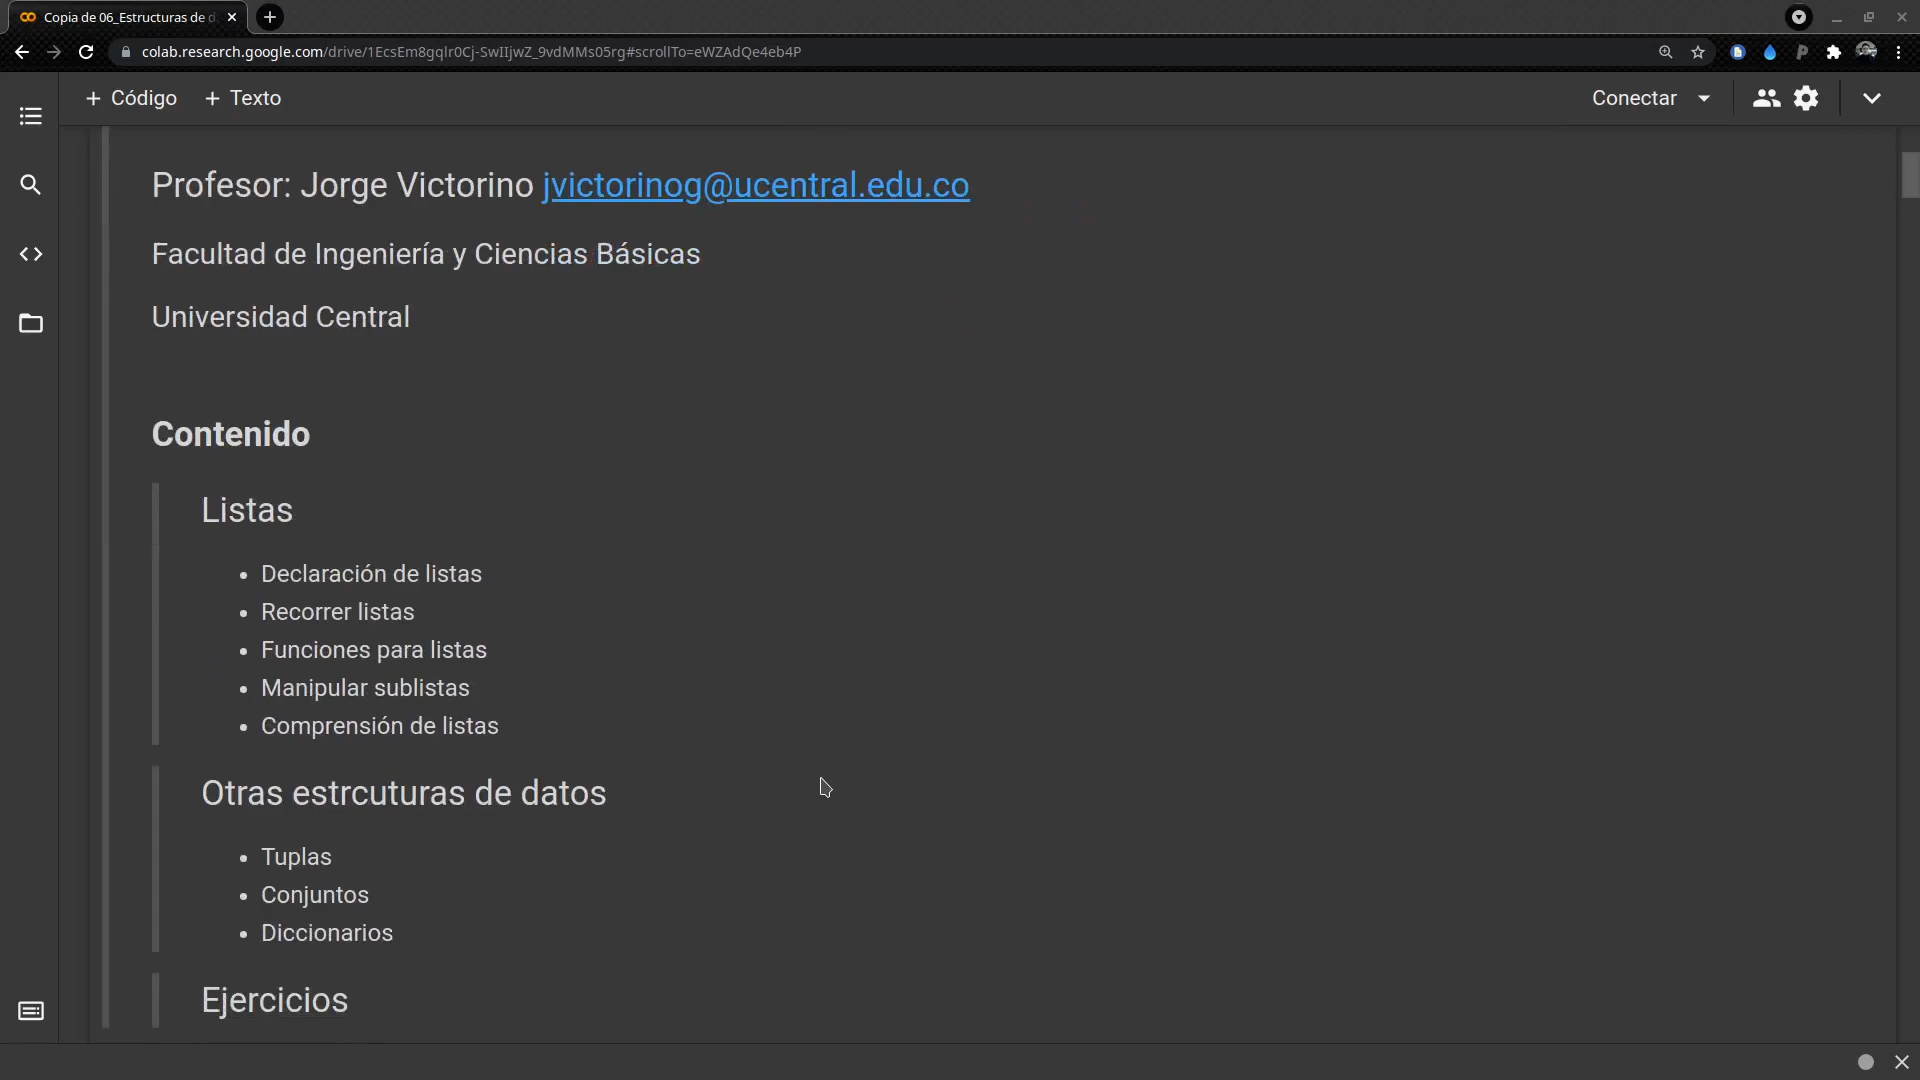 Copia de 06_Estructuras de d
colab.research.google.com/drive/1EcsEm8gqlr0Cj-SwIIjwZ_9vdMMs05rg#scrollTo=eWZAdQe4eb4P
+ Código + Texto Conectar
Profesor: Jorge Victorino jvictorinog@ucentral.edu.co
Facultad de Ingeniería y Ciencias Básicas
Universidad Central
Contenido
Listas
• Declaración de listas
• Recorrer listas
• Funciones para listas
• Manipular sublistas
• Comprensión de listas
Otras estrcuturas de datos
• Tuplas
• Conjuntos
• Diccionarios
Ejercicios